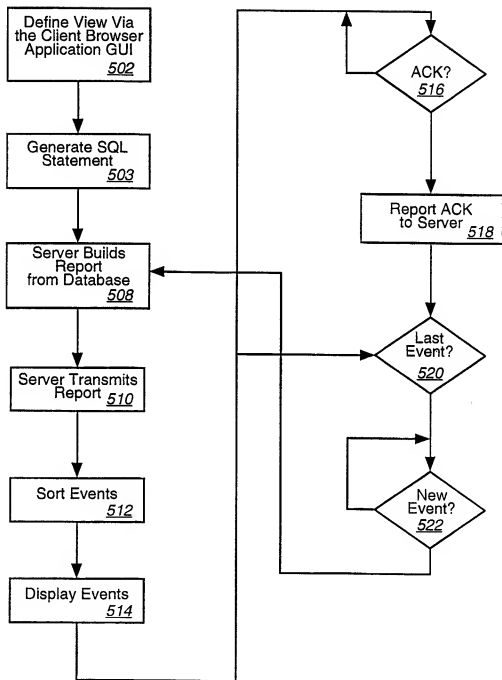 Define View Via
the Client Browser
Application GUI
502
Generate SQL
Statement
503
Server Builds
Report
from Database
508
Server Transmits
Report
510
Sort Events
512
Display Events
514
ACK?
516
Report ACK
to Server
518
Last
Event?
520
New
Event?
522